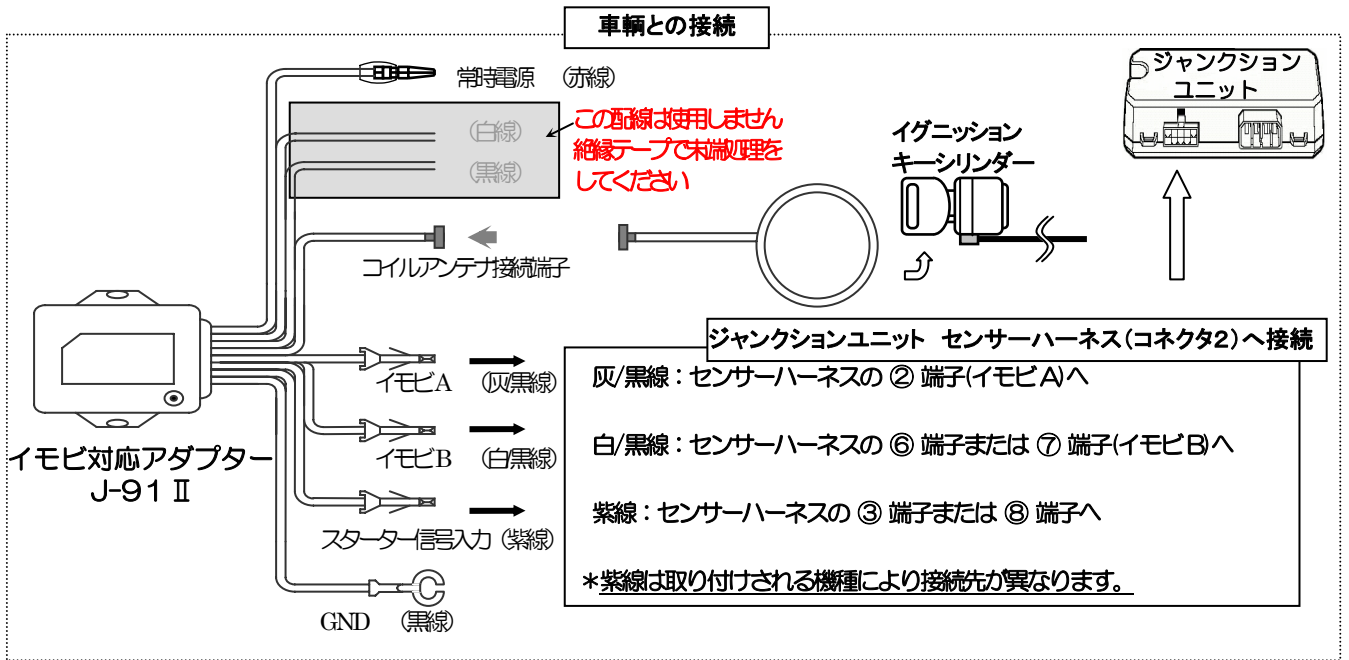 車輌との接続
常時電源 （赤線）
（白線）
（黒線）
この配線は使用しません
絶縁テープで末端処理を
してください
ジャンクション
ユニット
イグニッション
キーシリンダー
コイルアンテナ接続端子
イモビ対応アダプター
J-91Ⅱ
イモビA （灰黒線）
イモビB （白黒線）
スターター信号入力（紫線）
GND （黒線）
ジャンクションユニット センサーハーネス（コネクタ2）へ接続
灰/黒線：センサーハーネスの ② 端子(イモビA)へ
白/黒線：センサーハーネスの ⑥ 端子または ⑦ 端子(イモビB)へ
紫線：センサーハーネスの ③ 端子または ⑧ 端子へ
*紫線は取り付けされる機種により接続先が異なります。